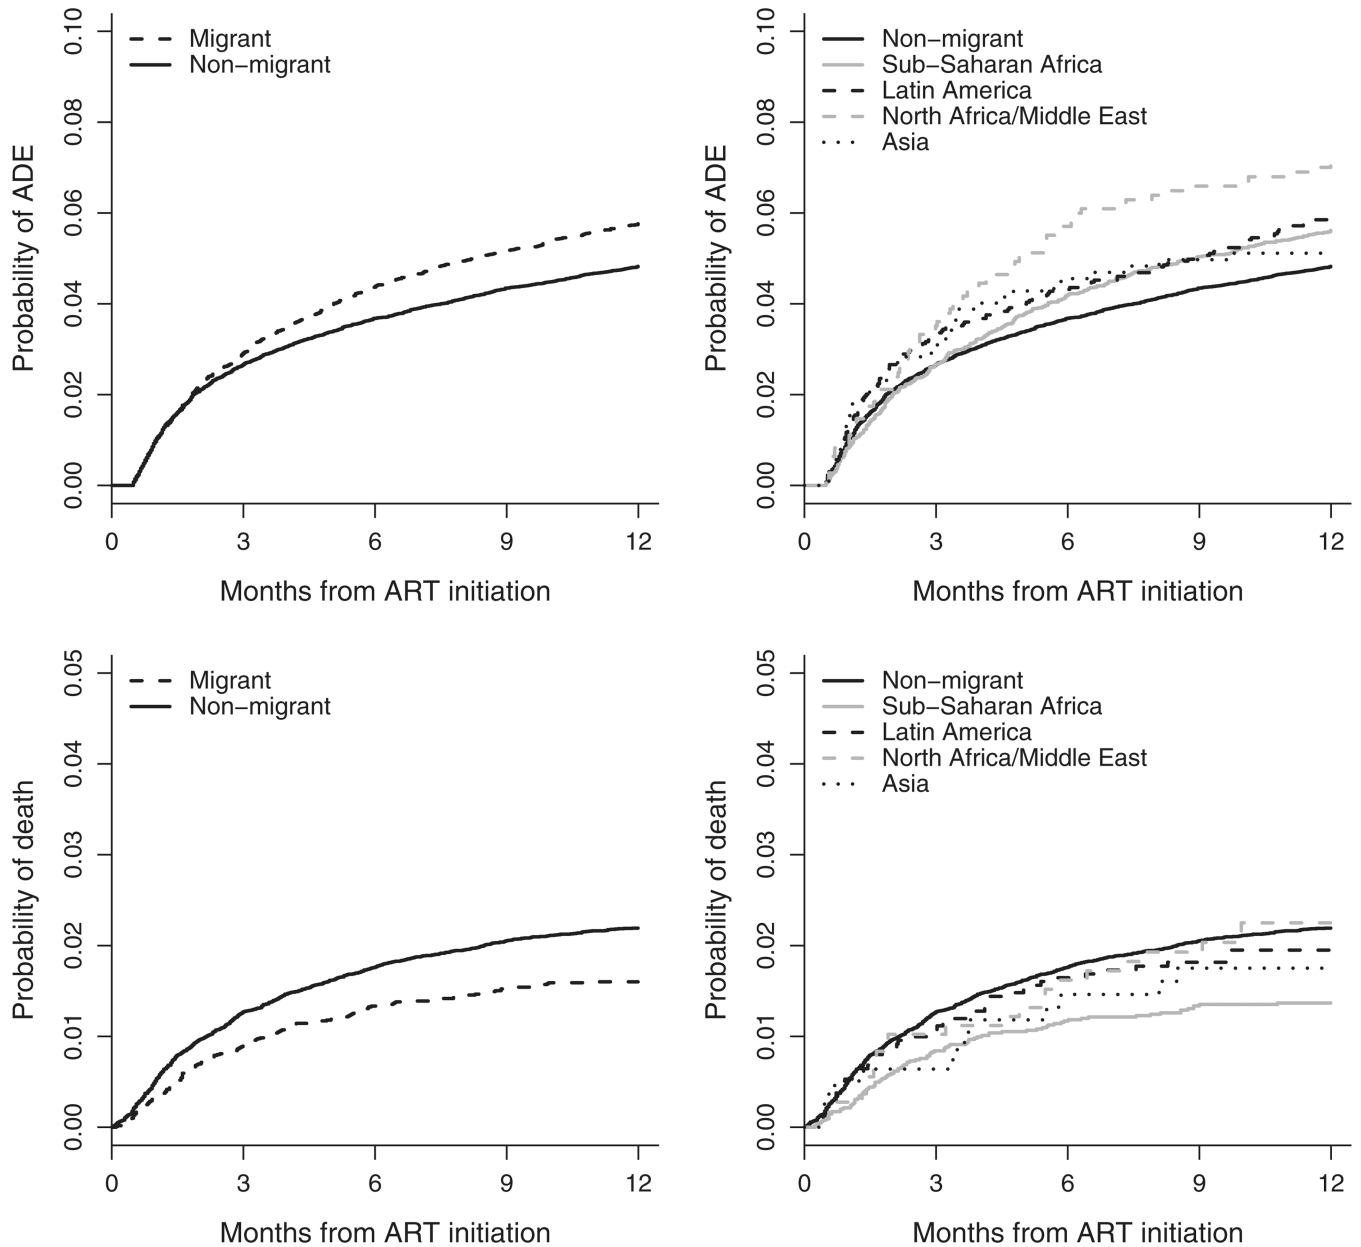 Probability of ADE
0.10
0.08
0.06
0.04
0.02
0.00
Migrant
Non−migrant
0 3 6 9 12
Months from ART initiation
Probability of ADE
0.10
0.08
0.06
0.04
0.02
0.00
Non−migrant
Sub−Saharan Africa
Latin America
North Africa/Middle East
Asia
0 3 6 9 12
Months from ART initiation
Probability of death
0.05
0.04
0.03
0.02
0.01
0.00
Migrant
Non−migrant
0 3 6 9 12
Months from ART initiation
Probability of death
0.05
0.04
0.03
0.02
0.01
0.00
Non−migrant
Sub−Saharan Africa
Latin America
North Africa/Middle East
Asia
0 3 6 9 12
Months from ART initiation